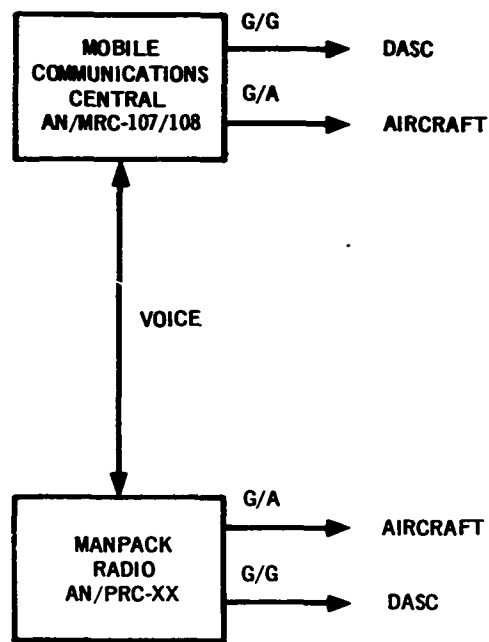 G/G
MOBILE
COMMUNICATIONS
CENTRAL
AN/MRC-107/108
DASC
G/A
AIRCRAFT
VOICE
G/A
MANPACK
RADIO
AN/PRC-XX
AIRCRAFT
G/G
DASC